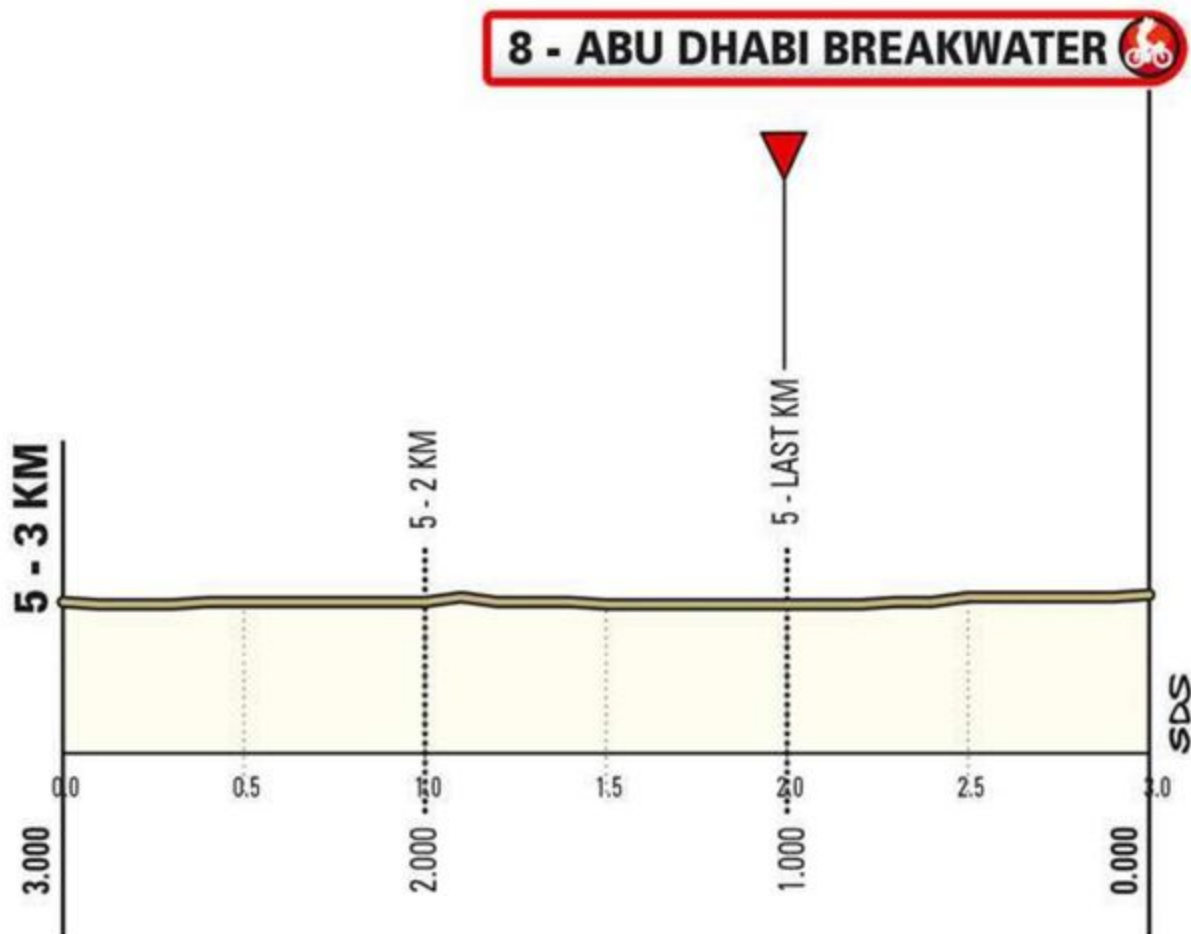 8 - ABU DHABI BREAKWATER
5 - 3 KM
5 - 2 KM
5 - LAST KM
SDS
0.0 0.5 1.0 1.5 2.0 2.5 3.0
3.000 2.000 1.000 0.000